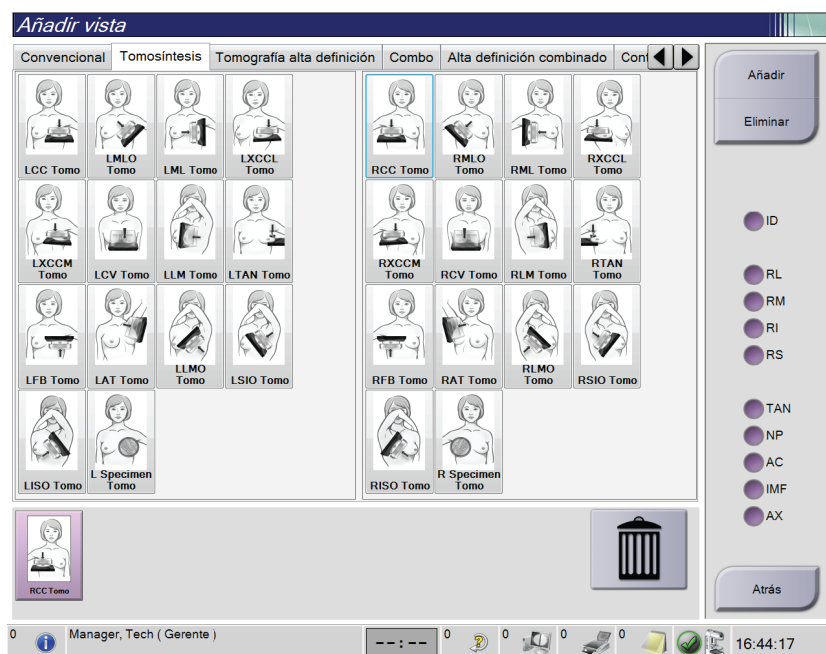 Añadir vista
Convencional Tomosíntesis Tomografía alta definición Combo Alta definición combinado Cont
Añadir
Eliminar
LCC Tomo
LMLO Tomo
LML Tomo
LXCCL Tomo
RCC Tomo
RMLO Tomo
RML Tomo
RXCCL Tomo
LXCCM Tomo
LCV Tomo
LLM Tomo
LTAN Tomo
RXCCM Tomo
RCV Tomo
RLM Tomo
RTAN Tomo
LFB Tomo
LAT Tomo
LLMO Tomo
LSIO Tomo
RFB Tomo
RAT Tomo
RLMO Tomo
RSIO Tomo
LISO Tomo
L Specimen Tomo
RISO Tomo
R Specimen Tomo
ID
RL
RM
RI
RS
TAN
NP
AC
IMF
AX
RCC Tomo
Atrás
0 Manager, Tech ( Gerente ) --:-- 0 0 0 0 16:44:17